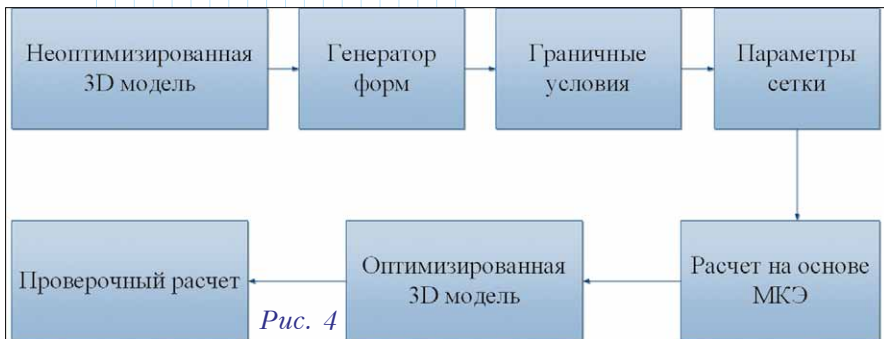 Неоптимизированная
3D модель
Генератор
форм
Граничные
условия
Параметры
сетки
Проверочный расчет
Оптимизированная
3D модель
Расчет на основе
МКЭ
Рис. 4